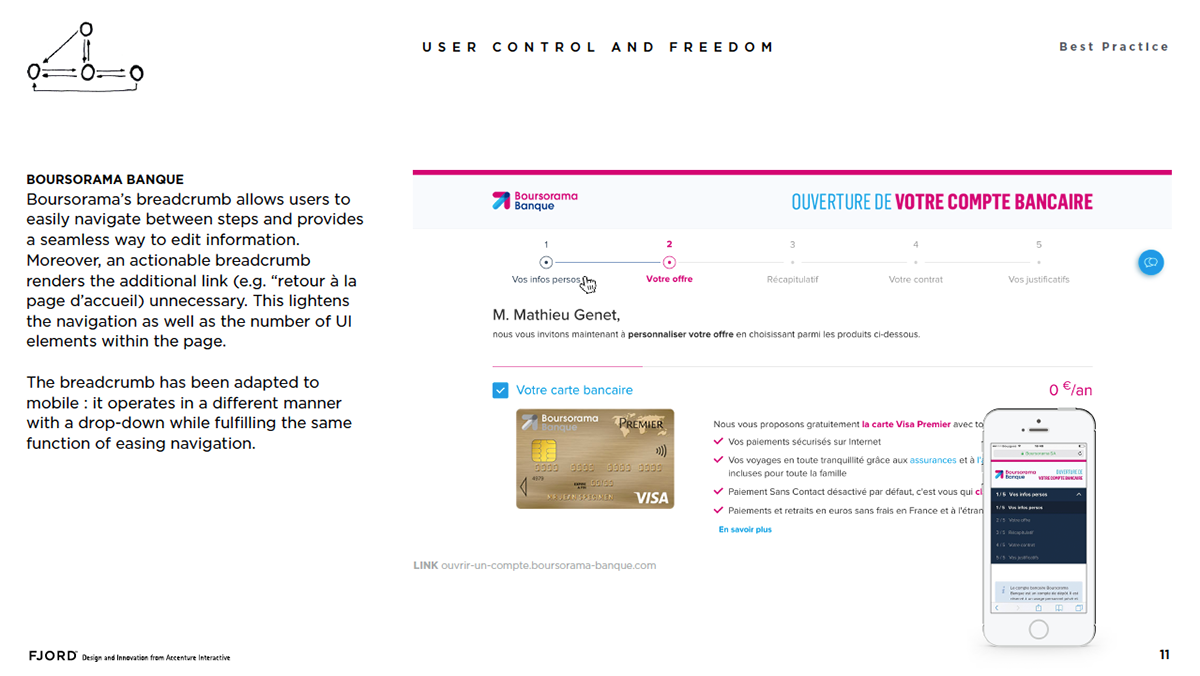 USER CONTROL AND FREEDOM
Best Practice
BOURSORAMA BANQUE
Boursorama’s breadcrumb allows users to
easily navigate between steps and provides
a seamless way to edit information.
Moreover, an actionable breadcrumb
renders the additional link (e.g. “retour à la
page d’accueil) unnecessary. This lightens
the navigation as well as the number of UI
elements within the page.
The breadcrumb has been adapted to
mobile : it operates in a different manner
with a drop-down while fulfilling the same
function of easing navigation.
Boursorama
Banque
OUVERTURE DE VOTRE COMPTE BANCAIRE
1 2 3 4 5
Vos infos persos Votre offre Récapitulatif Votre contrat Vos justificatifs
M. Mathieu Genet,
nous vous invitons maintenant à personnaliser votre offre en choisissant parmi les produits ci-dessous.
Votre carte bancaire
0 €/an
Boursorama
Banque
PREMIER
4579
VISA
Nous vous proposons gratuitement la carte Visa Premier avec to
Vos paiements sécurisés sur Internet
Vos voyages en toute tranquillité grâce aux assurances et à l'
incluses pour toute la famille
Paiement Sans Contact désactivé par défaut, c'est vous qui
Paiements et retraits en euros sans frais en France et à l'étran
En savoir plus
Boursorama
Banque
OUVERTURE DE
VOTRE COMPTE BANCAIRE
1/5 Vos infos persos
1/5 Vos infos persos
2/5 Votre offre
3/5 Récapitulatif
4/5 Votre contrat
5/5 Vos justificatifs
LINK ouvrir-un-compte.boursorama-banque.com
FJORD Design and Innovation from Accenture Interactive
11